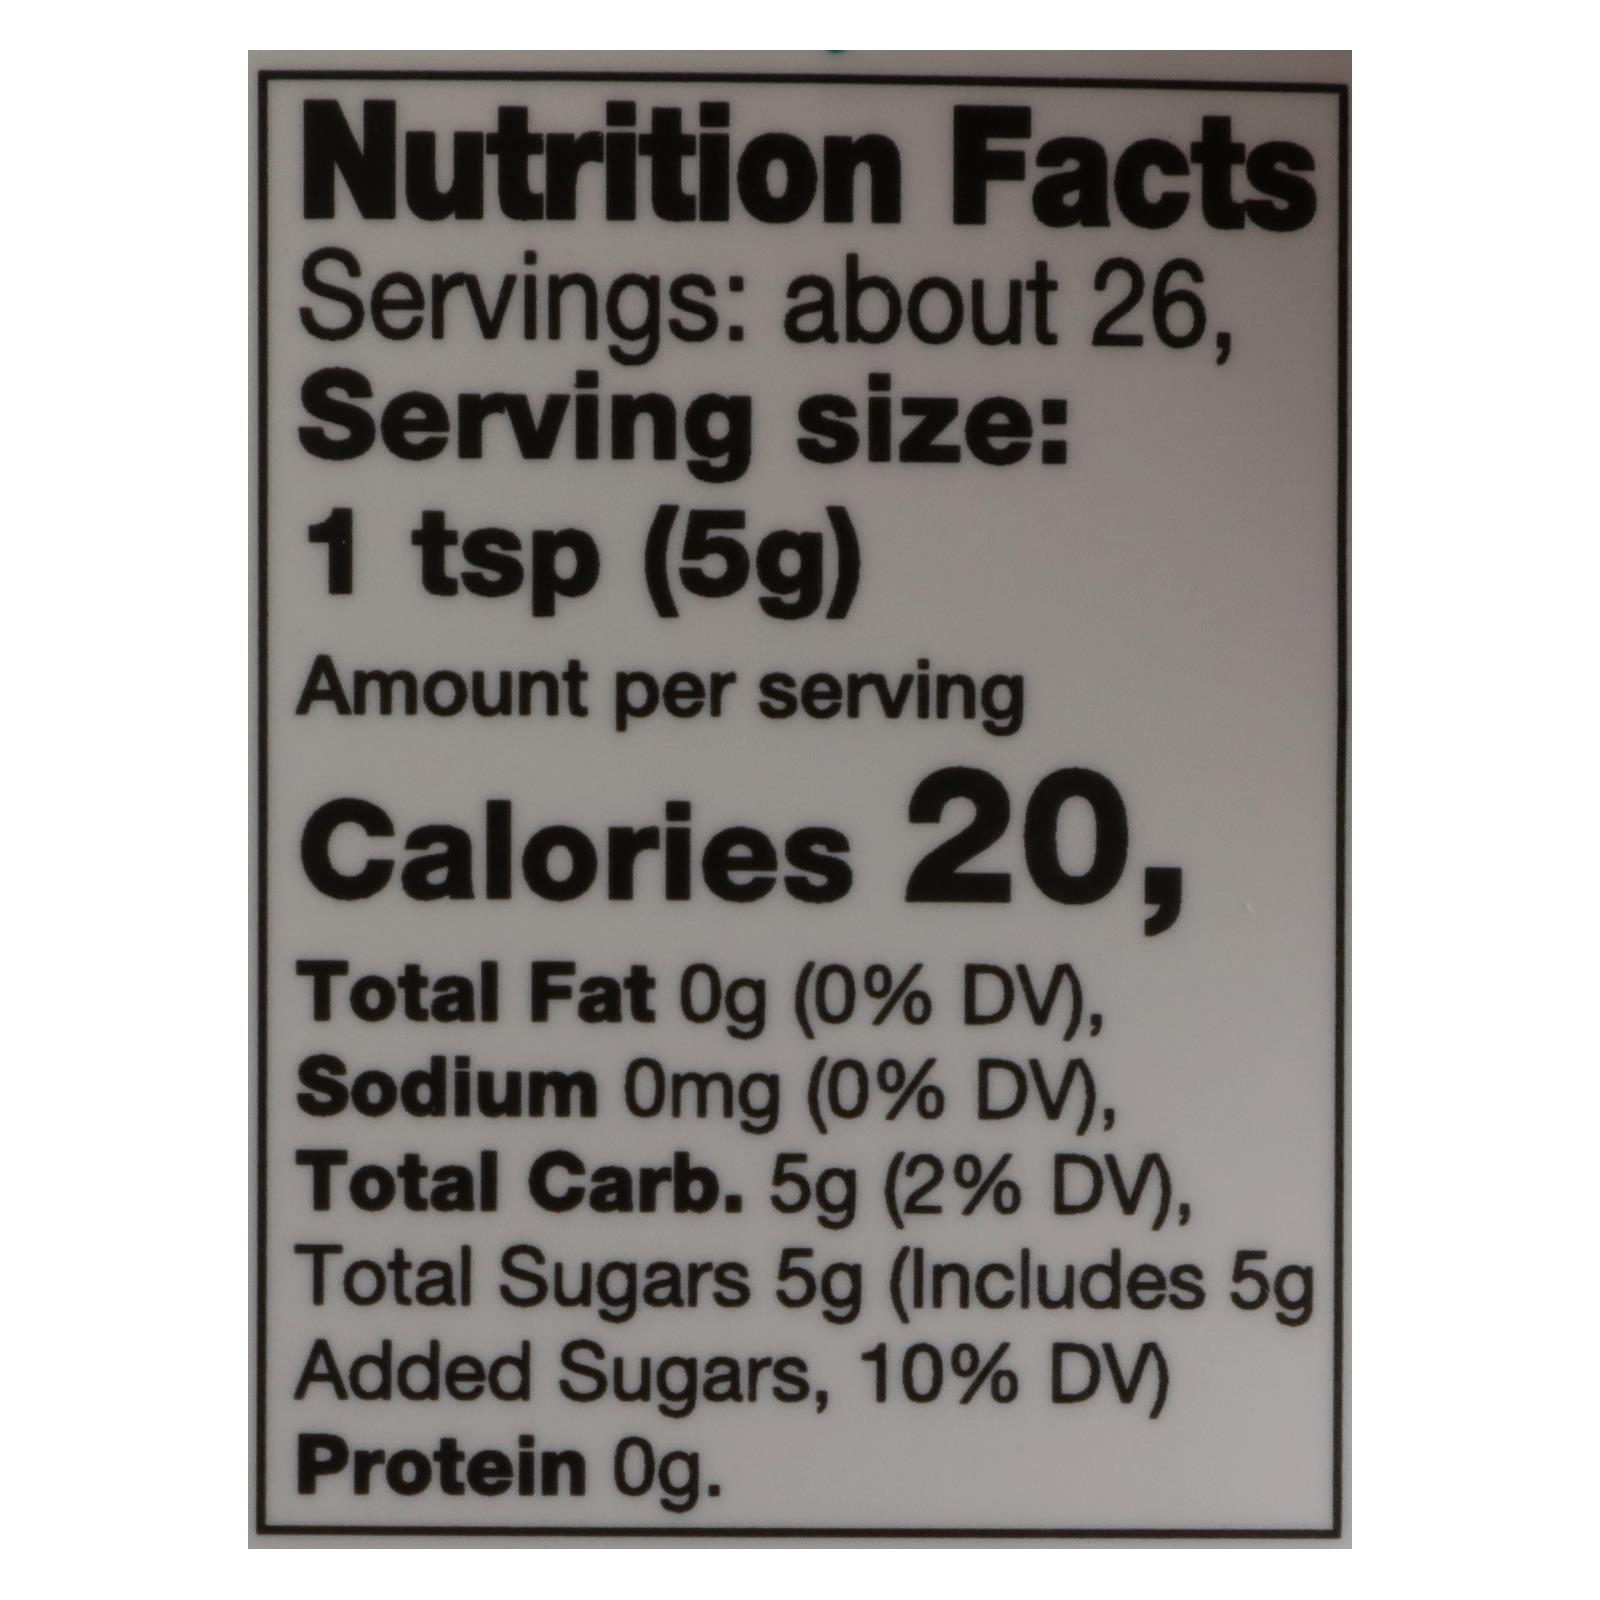 Nutrition Facts
Servings: about 26,
Serving size:
1 tsp (5g)
Amount per serving
Calories 20,
Total Fat 0g (0% DV),
Sodium 0mg (0% DV),
Total Carb. 5g (2% DV),
Total Sugars 5g (Includes 5g
Added Sugars, 10% DV)
Protein 0g.